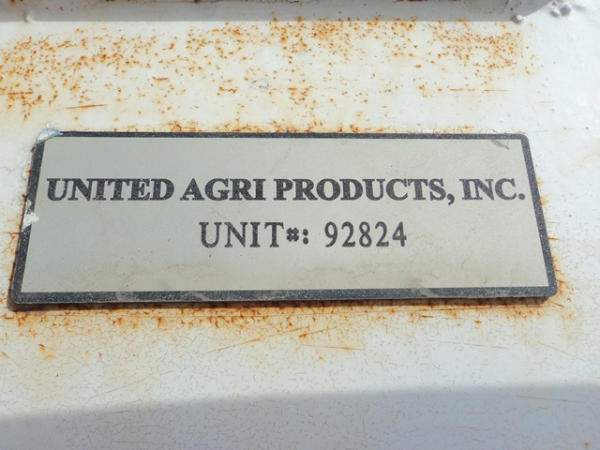 UNITED AGRI PRODUCTS, INC.
UNIT#: 92824